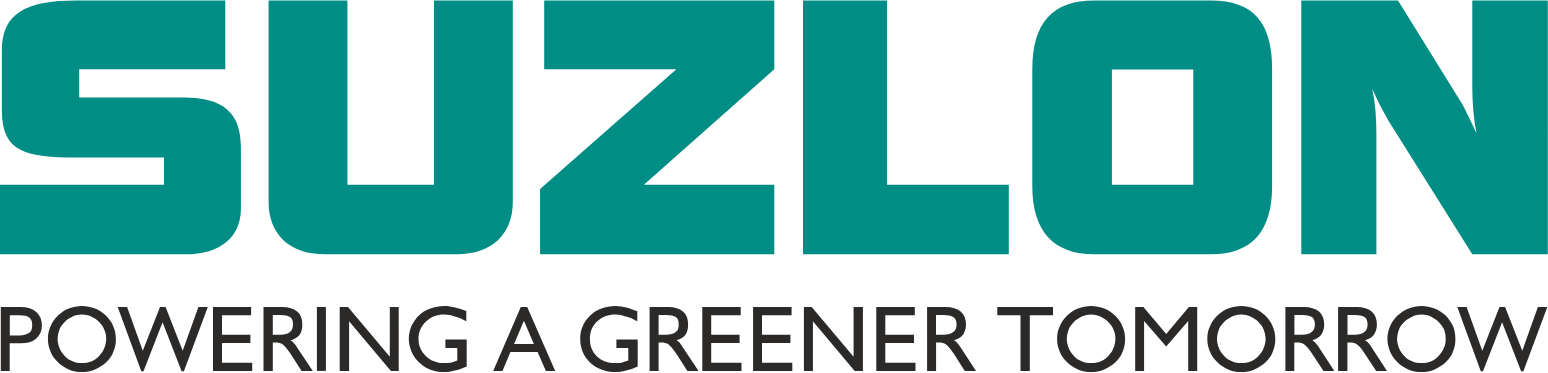 SUZLON
POWERING A GREENER TOMORROW